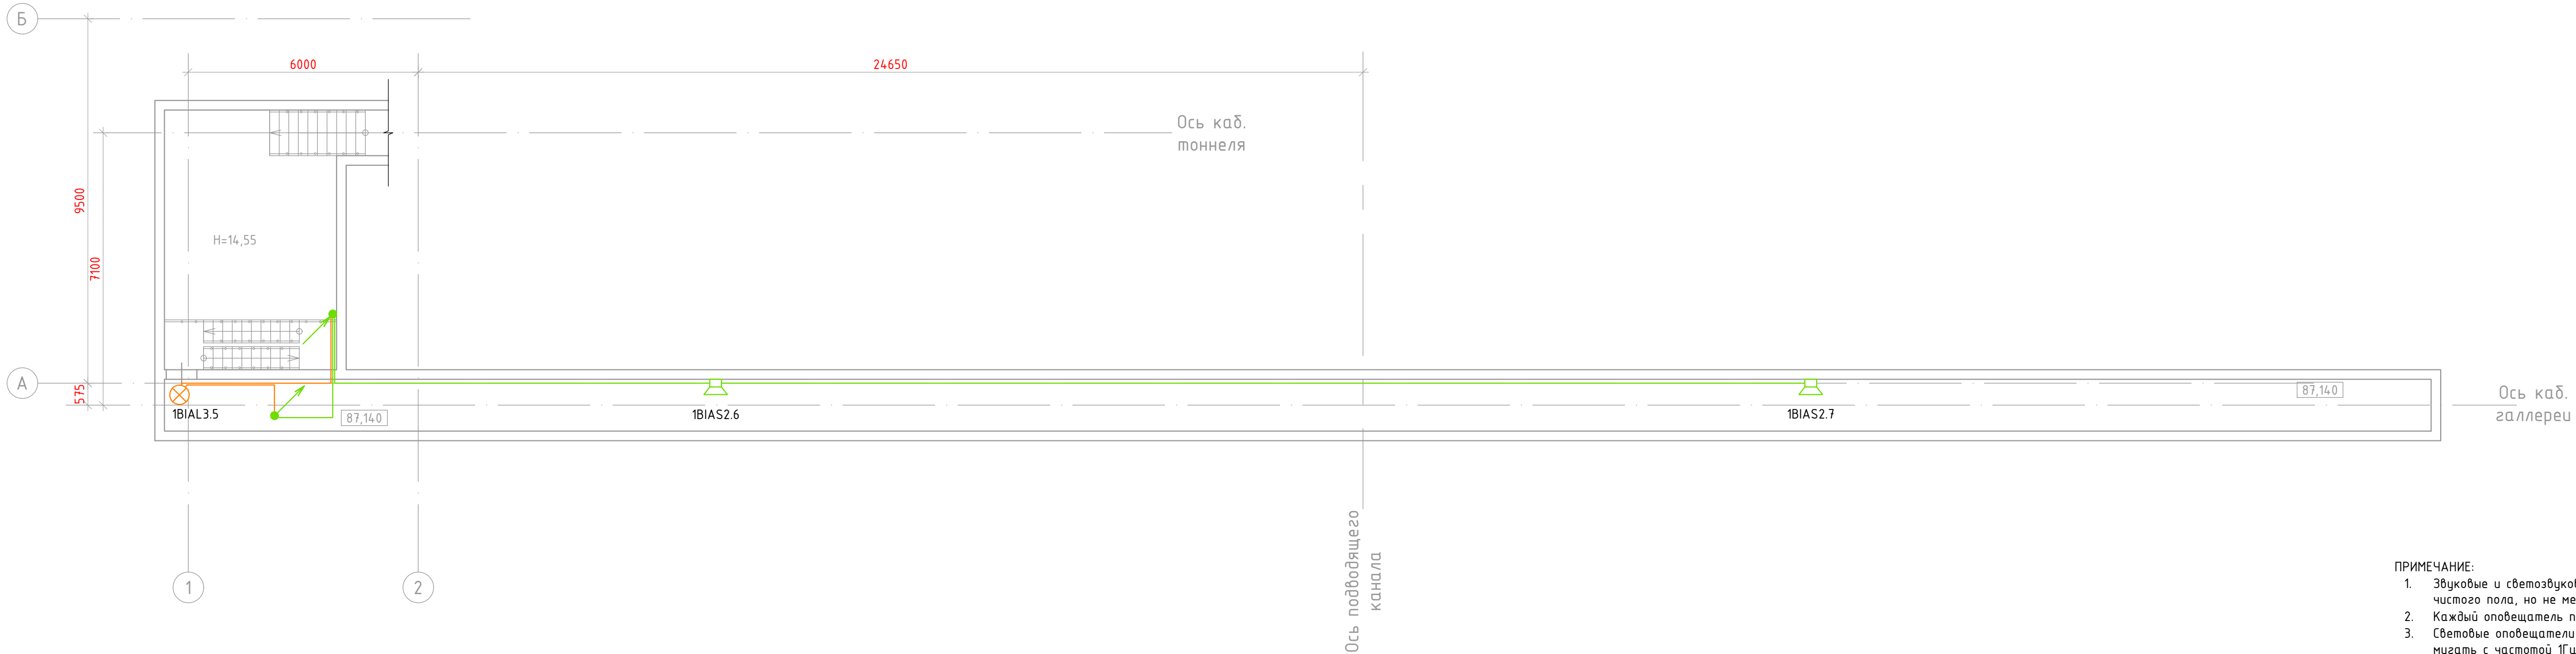 Б
6000
24650
Ось каб.
тоннеля
9500
H=14,55
7100
А
575
1BIAL3.5
87,140
1BIAS2.6
1BIAS2.7
87,140
Ось каб.
галлереи
Ось подводящего
канала
1
2
ПРИМЕЧАНИЕ:
1. Звуковые и
чистого пола, но не
2. Каждый оповещатель
3. Световые оповещатели
мигать с частотой 1Гц